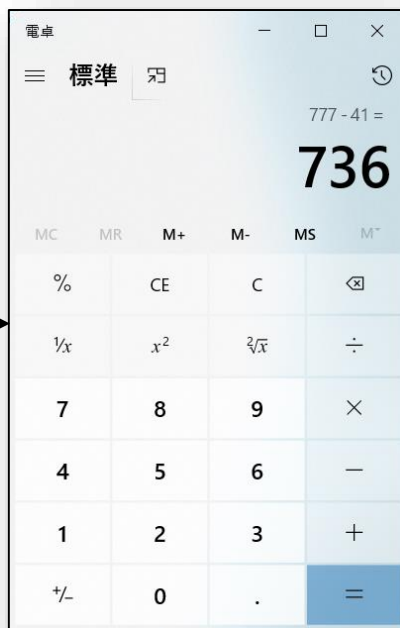 電卓
標準
777 - 41 =
736
MC MR M+ M- MS M˅
% CE C
⅟x x² ²√x ÷
7 8 9 ×
4 5 6 −
1 2 3 +
+/− 0 . =